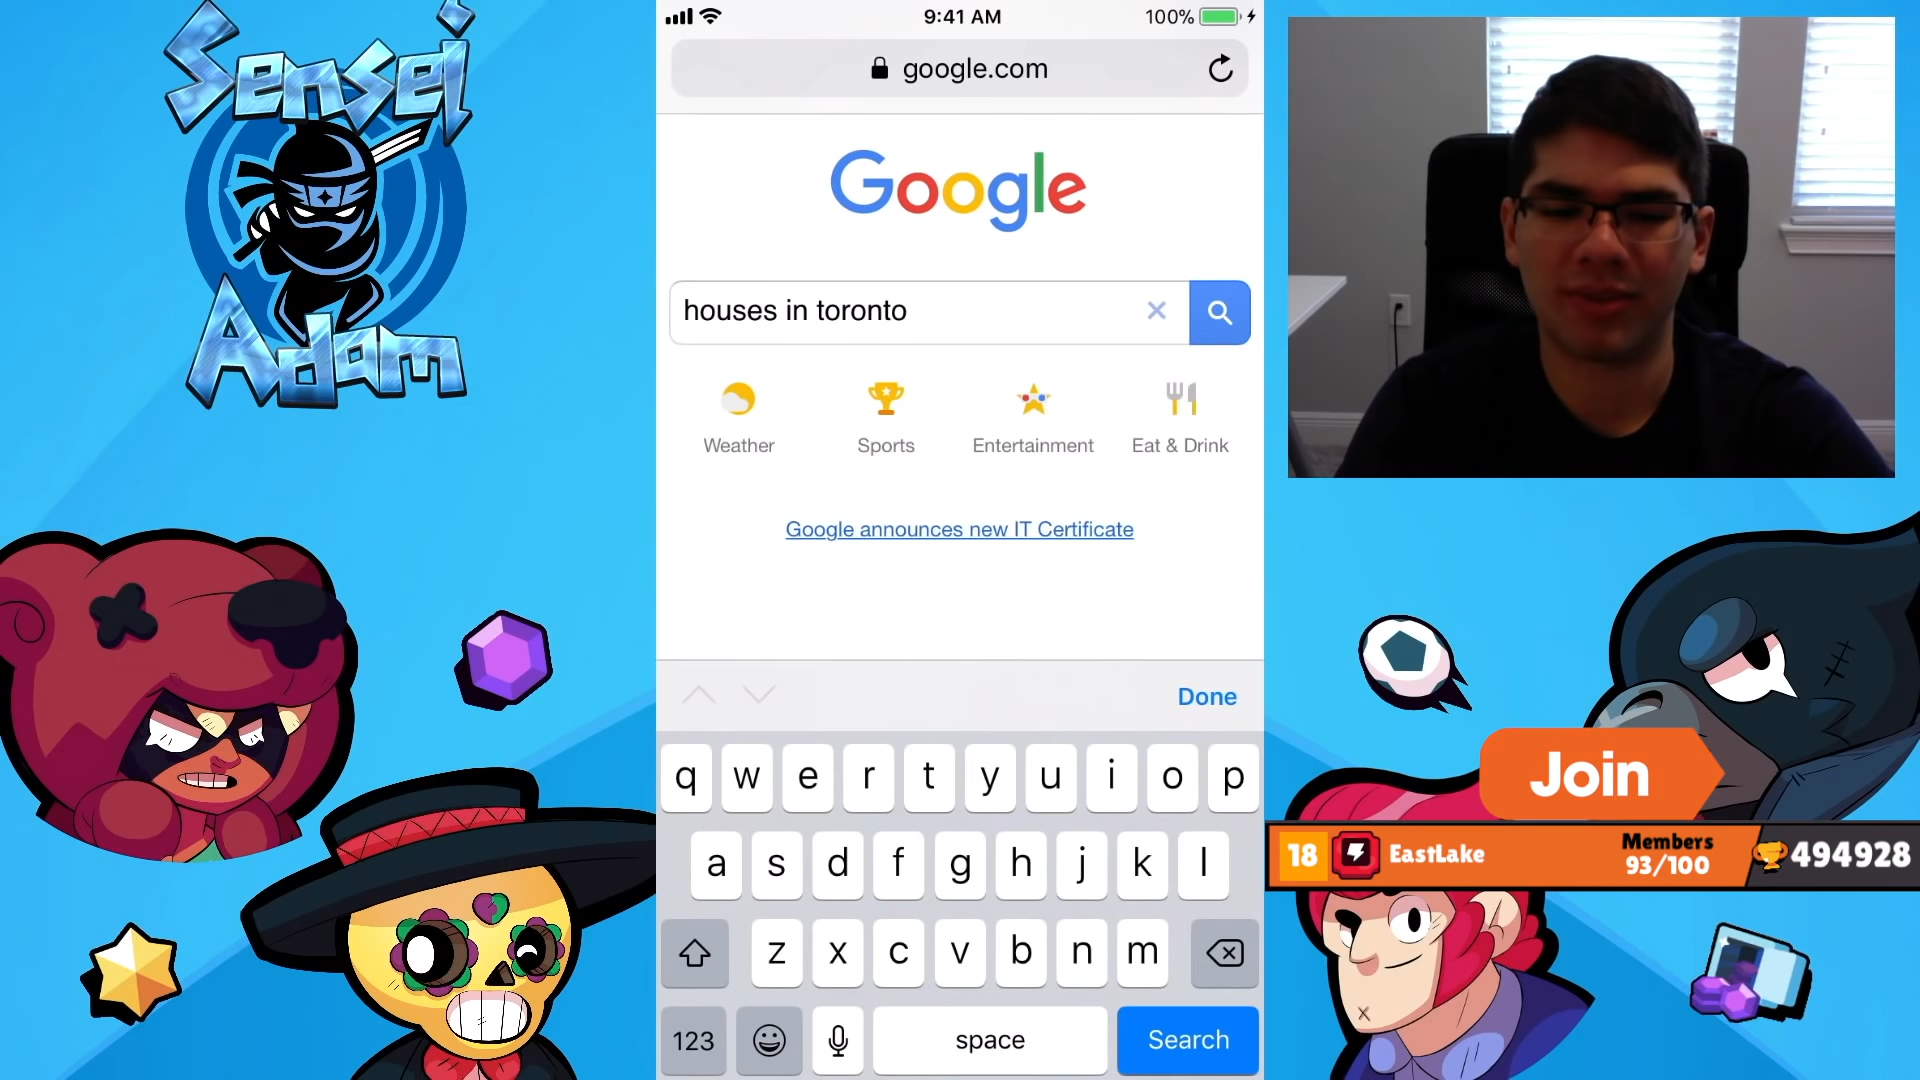 Sensei
Adam
9:41 AM
100%
google.com
Google
houses in toronto
Weather
Sports
Entertainment
Eat & Drink
Google announces new IT Certificate
Done
q w e r t y u i o p
a s d f g h j k l
z x c v b n m
123
space
Search
Join
18
EastLake
Members
93/100
494928